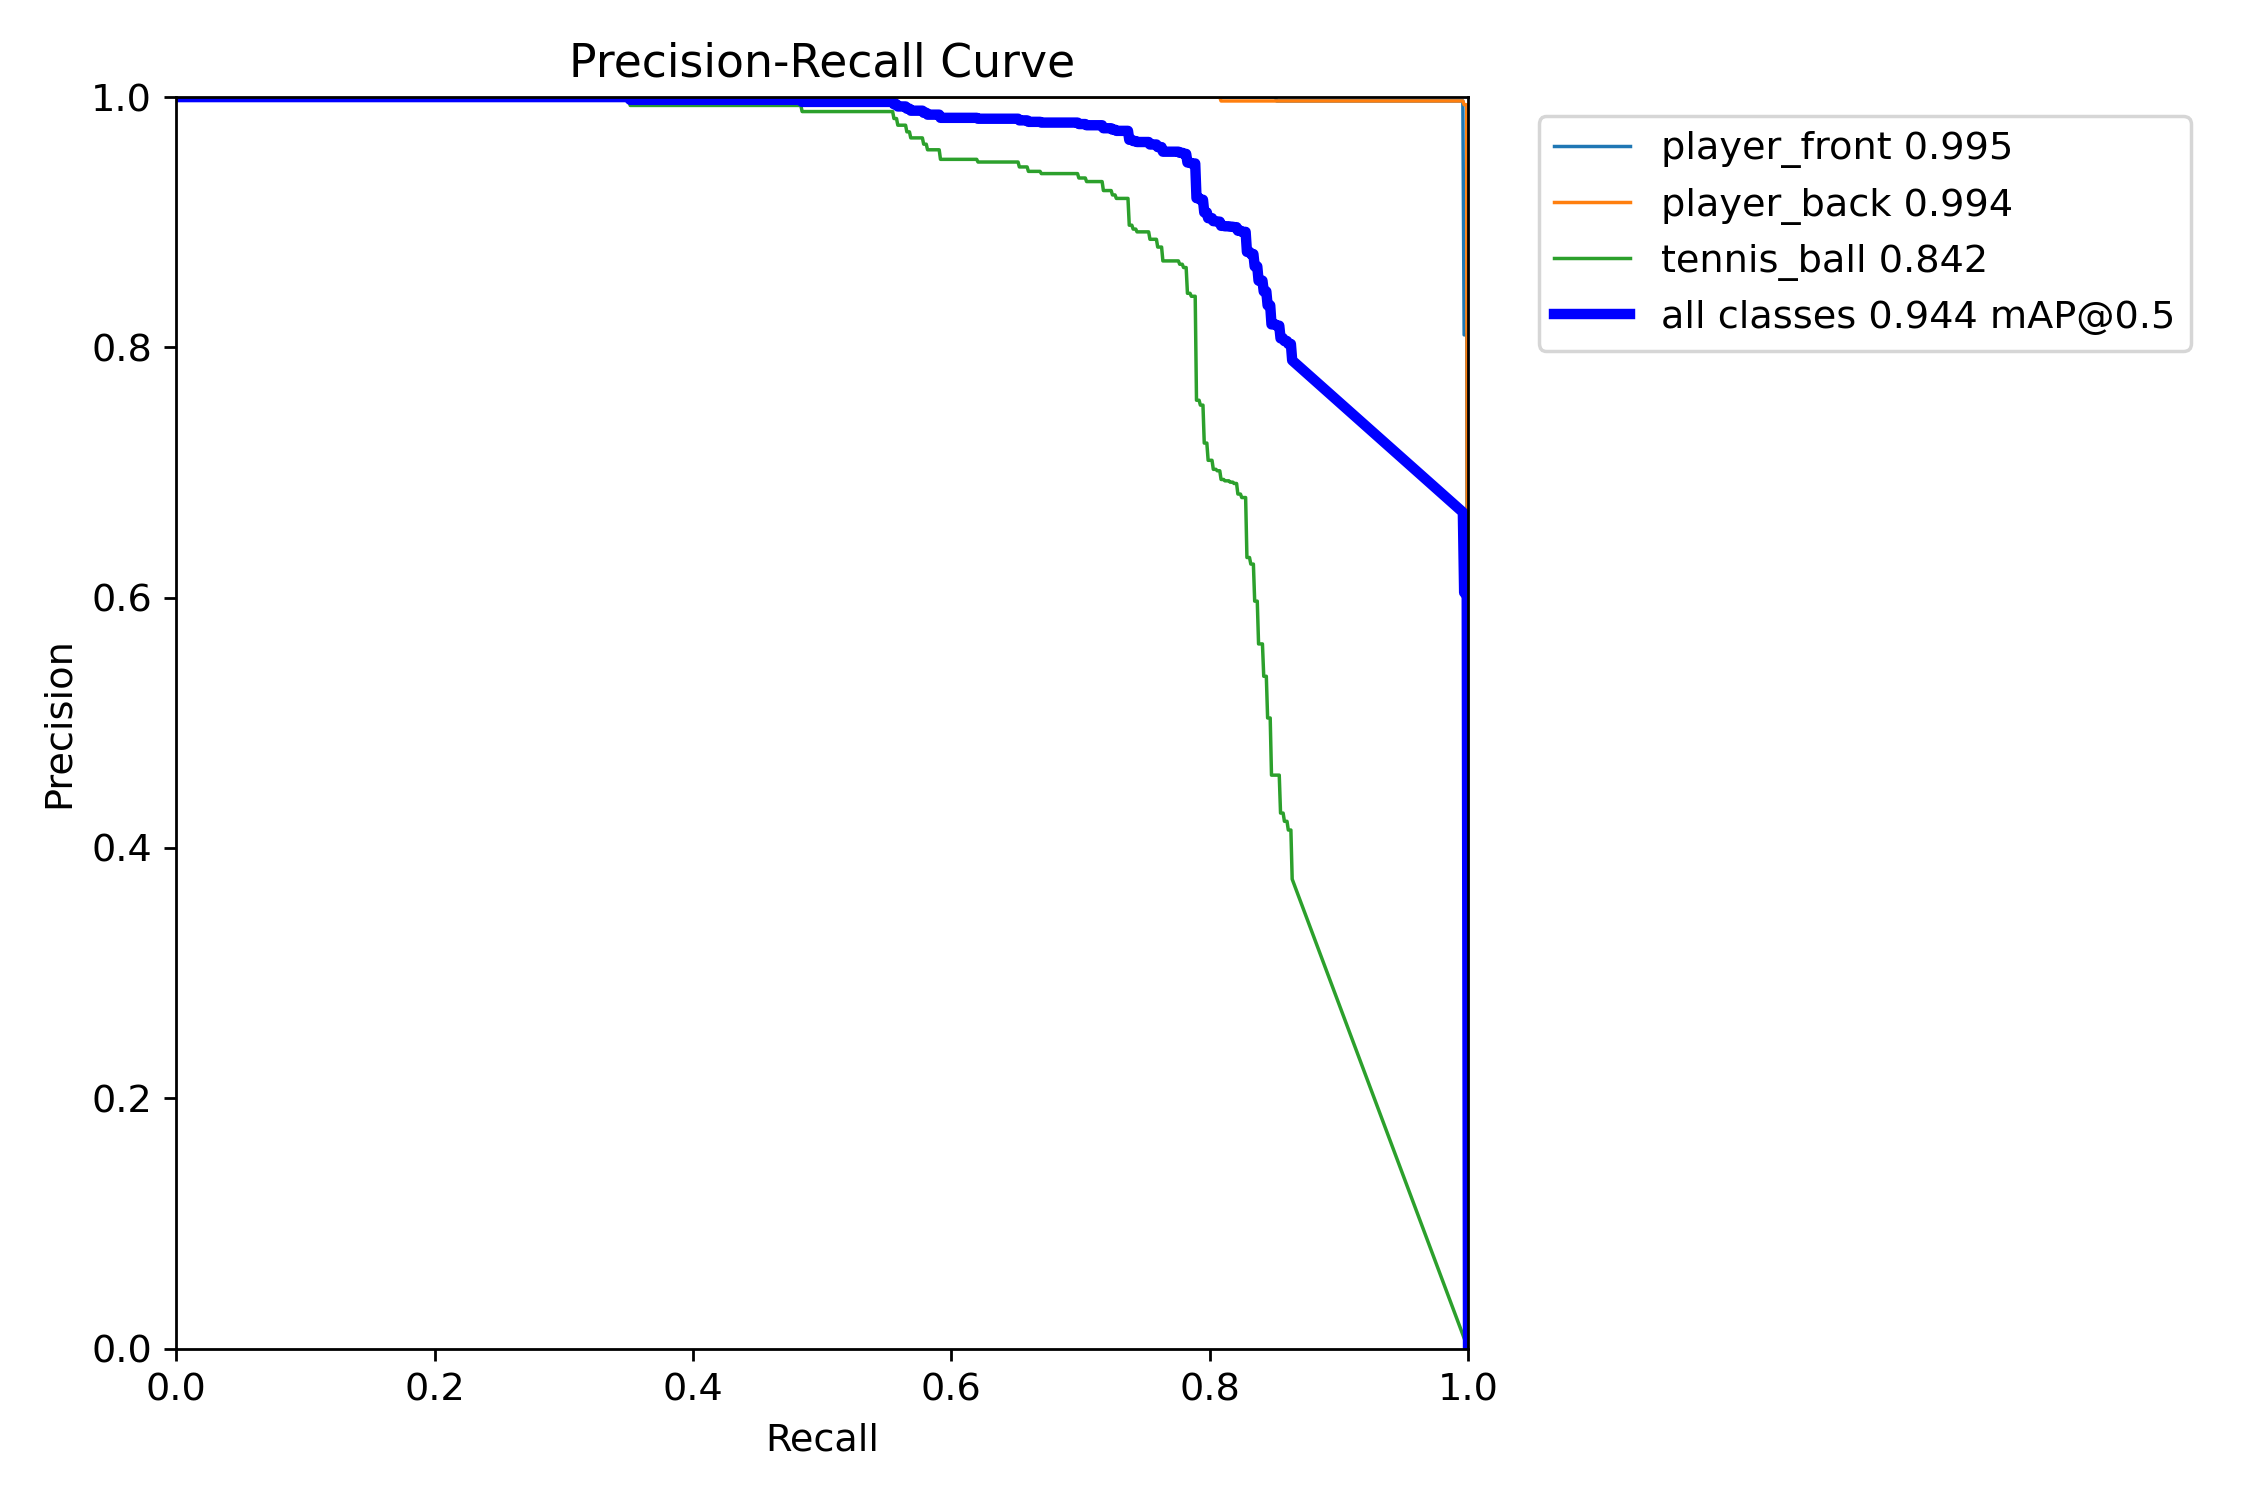 Precision-Recall Curve
1.0
0.8
0.6
0.4
0.2
0.0
Precision
0.0 0.2 0.4 0.6 0.8 1.0
Recall
player_front 0.995
player_back 0.994
tennis_ball 0.842
all classes 0.944 mAP@0.5